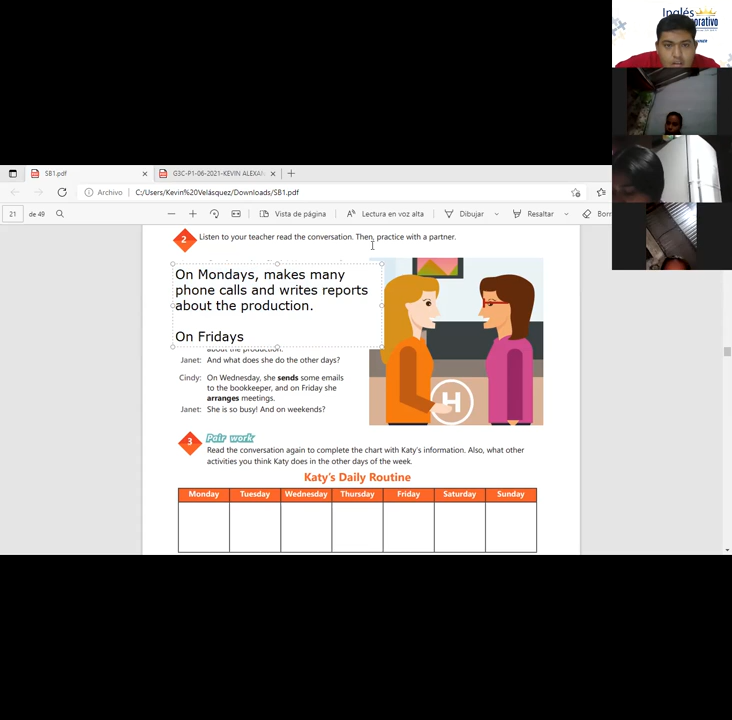 Inglés
orporativo
SB1.pdf
G3C-P1-06-2021-KEVIN ALEXAN
Archivo
C:/Users/Kevin%20Velásquez/Downloads/SB1.pdf
21 de 49
Vista de página
Lectura en voz alta
Dibujar
Resaltar
Borr
2 Listen to your teacher read the conversation. Then, practice with a partner.
On Mondays, makes many
phone calls and writes reports
about the production.
On Fridays
about the production.
Janet: And what does she do the other days?
Cindy: On Wednesday, she sends some emails
to the bookkeeper, and on Friday she
arranges meetings.
Janet: She is so busy! And on weekends?
H
3 Pair work
Read the conversation again to complete the chart with Katy's information. Also, what other
activities you think Katy does in the other days of the week.
Katy's Daily Routine
Monday Tuesday Wednesday Thursday Friday Saturday Sunday